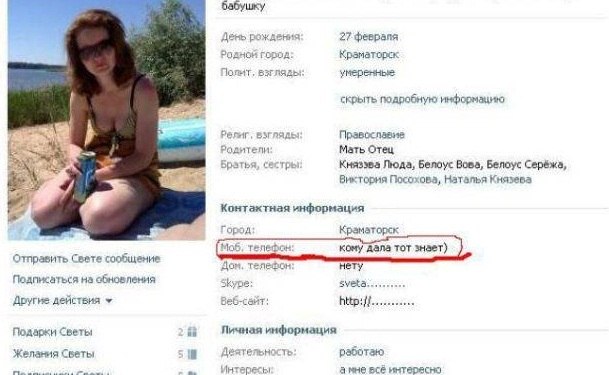 бабушку
День рождения: 27 февраля
Родной город: Краматорск
Полит. взгляды: умеренные
скрыть подробную информацию
Религ. взгляды: Православие
Родители: Мать Отец
Братья, сестры: Князва Люда, Белоус Вова, Белоус Серёжа,
Виктория Посохова, Наталья Князева
Контактная информация
Город: Краматорск
Моб. телефон: кому дала тот знает)
Дом. телефон: нету
Skype: sveta..........
Веб-сайт: http://...........
Личная информация
Деятельность: работаю
Интересы: а мне всё интересно
Отправить Свете сообщение
Подписаться на обновления
Другие действия
Подарки Светы 2
Желания Светы 5
Подписчики Светы